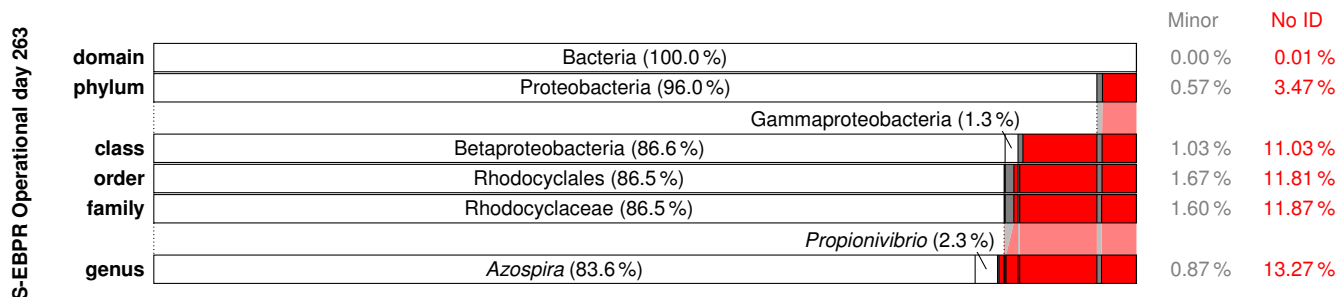 Minor No ID
S-EBPR Operational day 263
domain Bacteria (100.0 %) 0.00 % 0.01 %
phylum Proteobacteria (96.0 %) 0.57 % 3.47 %
Gammaproteobacteria (1.3 %)
class Betaproteobacteria (86.6 %) 1.03 % 11.03 %
order Rhodocyclales (86.5 %) 1.67 % 11.81 %
family Rhodocyclaceae (86.5 %) 1.60 % 11.87 %
Propionivibrio (2.3 %)
genus Azospira (83.6 %) 0.87 % 13.27 %